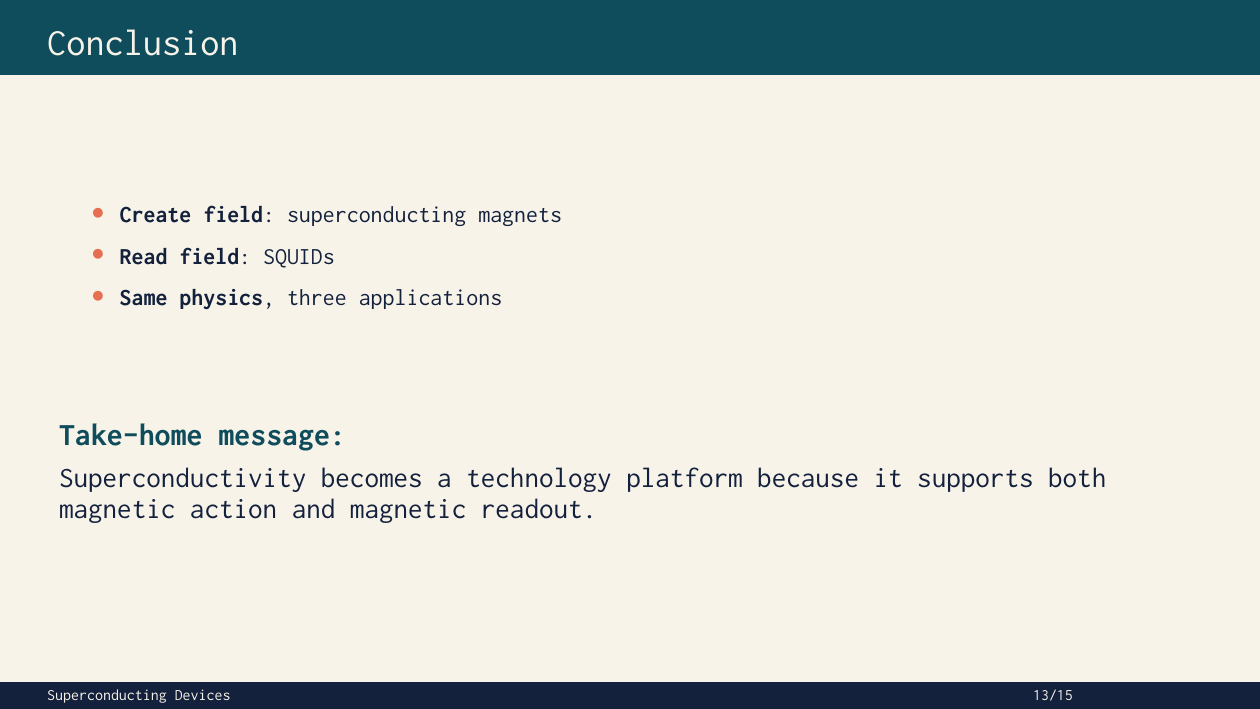 Conclusion
Create field: superconducting magnets
Read field: SQUIDs
Same physics, three applications
Take-home message:
Superconductivity becomes a technology platform because it supports both
magnetic action and magnetic readout.
Superconducting Devices
13/15